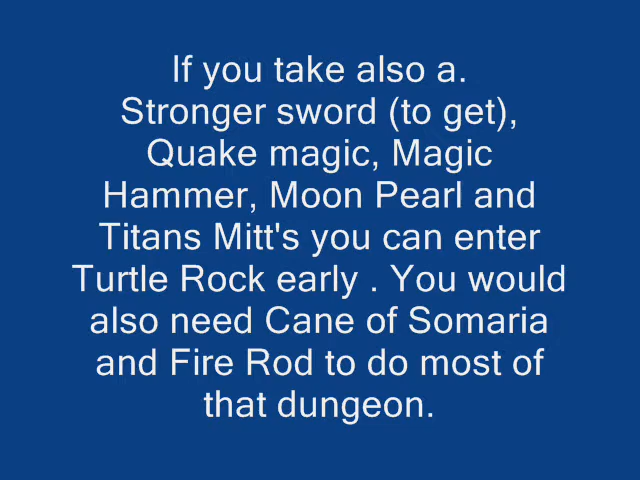 If you take also a.
Stronger sword (to get),
Quake magic, Magic
Hammer, Moon Pearl and
Titans Mitt's you can enter
Turtle Rock early . You would
also need Cane of Somaria
and Fire Rod to do most of
that dungeon.